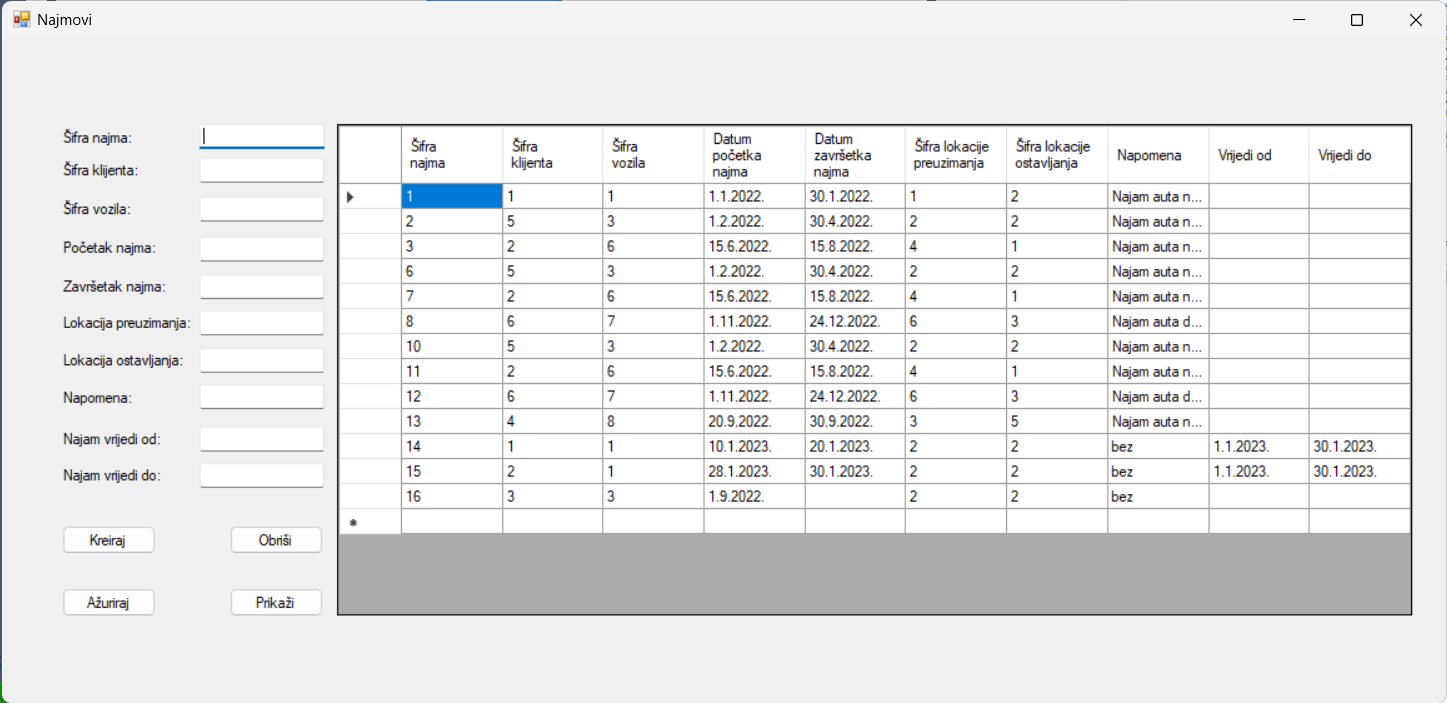 Najmovi
Šifra najma:
Šifra klijenta:
Šifra vozila:
Početak najma:
Završetak najma:
Lokacija preuzimanja:
Lokacija ostavljanja:
Napomena:
Najam vrijedi od:
Najam vrijedi do:
Kreiraj Obriši
Ažuriraj Prikaži
Šifra najma Šifra klijenta Šifra vozila Datum početka najma Datum završetka najma Šifra lokacije preuzimanja Šifra lokacije ostavljanja Napomena Vrijedi od Vrijedi do
1 1 1 1.1.2022. 30.1.2022. 1 2 Najam auta n...
2 5 3 1.2.2022. 30.4.2022. 2 2 Najam auta n...
3 2 6 15.6.2022. 15.8.2022. 4 1 Najam auta n...
6 5 3 1.2.2022. 30.4.2022. 2 2 Najam auta n...
7 2 6 15.6.2022. 15.8.2022. 4 1 Najam auta n...
8 6 7 1.11.2022. 24.12.2022. 6 3 Najam auta d...
10 5 3 1.2.2022. 30.4.2022. 2 2 Najam auta n...
11 2 6 15.6.2022. 15.8.2022. 4 1 Najam auta n...
12 6 7 1.11.2022. 24.12.2022. 6 3 Najam auta d...
13 4 8 20.9.2022. 30.9.2022. 3 5 Najam auta n...
14 1 1 10.1.2023. 20.1.2023. 2 2 bez 1.1.2023. 30.1.2023.
15 2 1 28.1.2023. 30.1.2023. 2 2 bez 1.1.2023. 30.1.2023.
16 3 3 1.9.2022. 2 2 bez